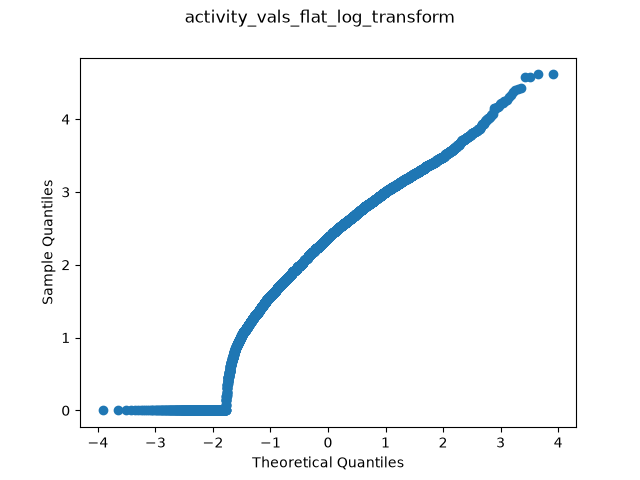 activity_vals_flat_log_transform
Sample Quantiles
4
3
2
1
0
−4 −3 −2 −1 0 1 2 3 4
Theoretical Quantiles